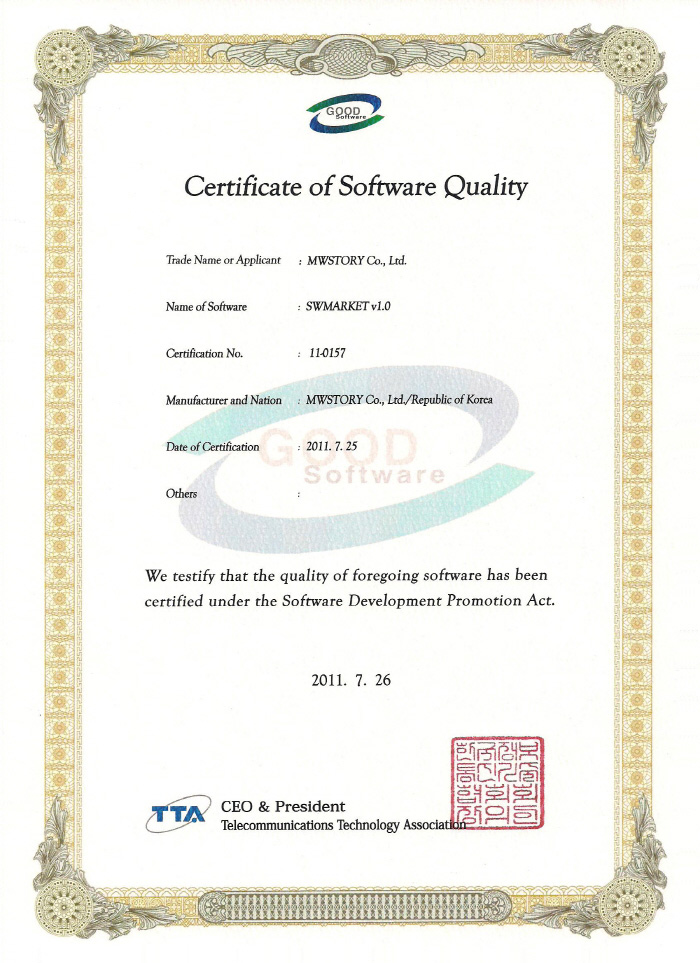 GOOD
Software
Certificate of Software Quality
Trade Name or Applicant : MWSTORY Co., Ltd.
Name of Software : SWMARKET v1.0
Certification No. : 11-0157
Manufacturer and Nation : MWSTORY Co., Ltd./Republic of Korea
Date of Certification : 2011. 7. 25
GOOD
Software
Others :
We testify that the quality of foregoing software has been
certified under the Software Development Promotion Act.
2011. 7. 26
TTA
CEO & President
Telecommunications Technology Association